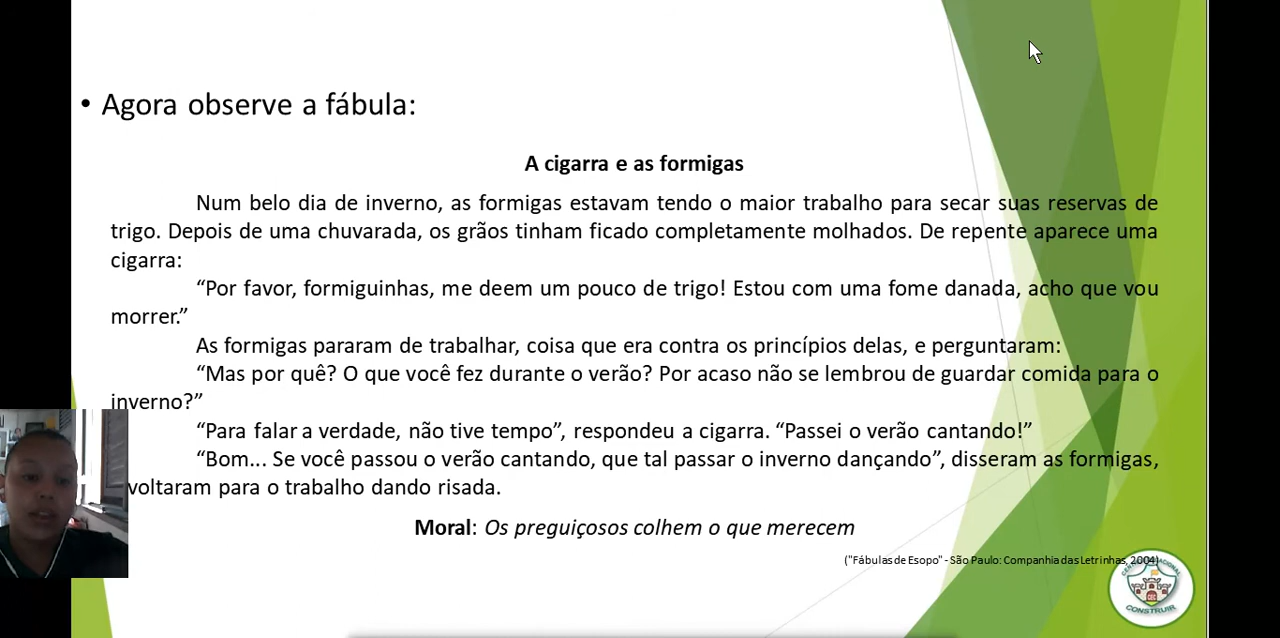 • Agora observe a fábula:
A cigarra e as formigas
Num belo dia de inverno, as formigas estavam tendo o maior trabalho para secar suas reservas de
trigo. Depois de uma chuvarada, os grãos tinham ficado completamente molhados. De repente aparece uma
cigarra:
“Por favor, formiguinhas, me deem um pouco de trigo! Estou com uma fome danada, acho que vou
morrer.”
As formigas pararam de trabalhar, coisa que era contra os princípios delas, e perguntaram:
“Mas por quê? O que você fez durante o verão? Por acaso não se lembrou de guardar comida para o
inverno?”
“Para falar a verdade, não tive tempo”, respondeu a cigarra. “Passei o verão cantando!”
“Bom... Se você passou o verão cantando, que tal passar o inverno dançando”, disseram as formigas,
voltaram para o trabalho dando risada.
Moral: Os preguiçosos colhem o que merecem
("Fábulas de Esopo" - São Paulo: Companhia das Letrinhas, 2004)
CEC
CONSTRUIR